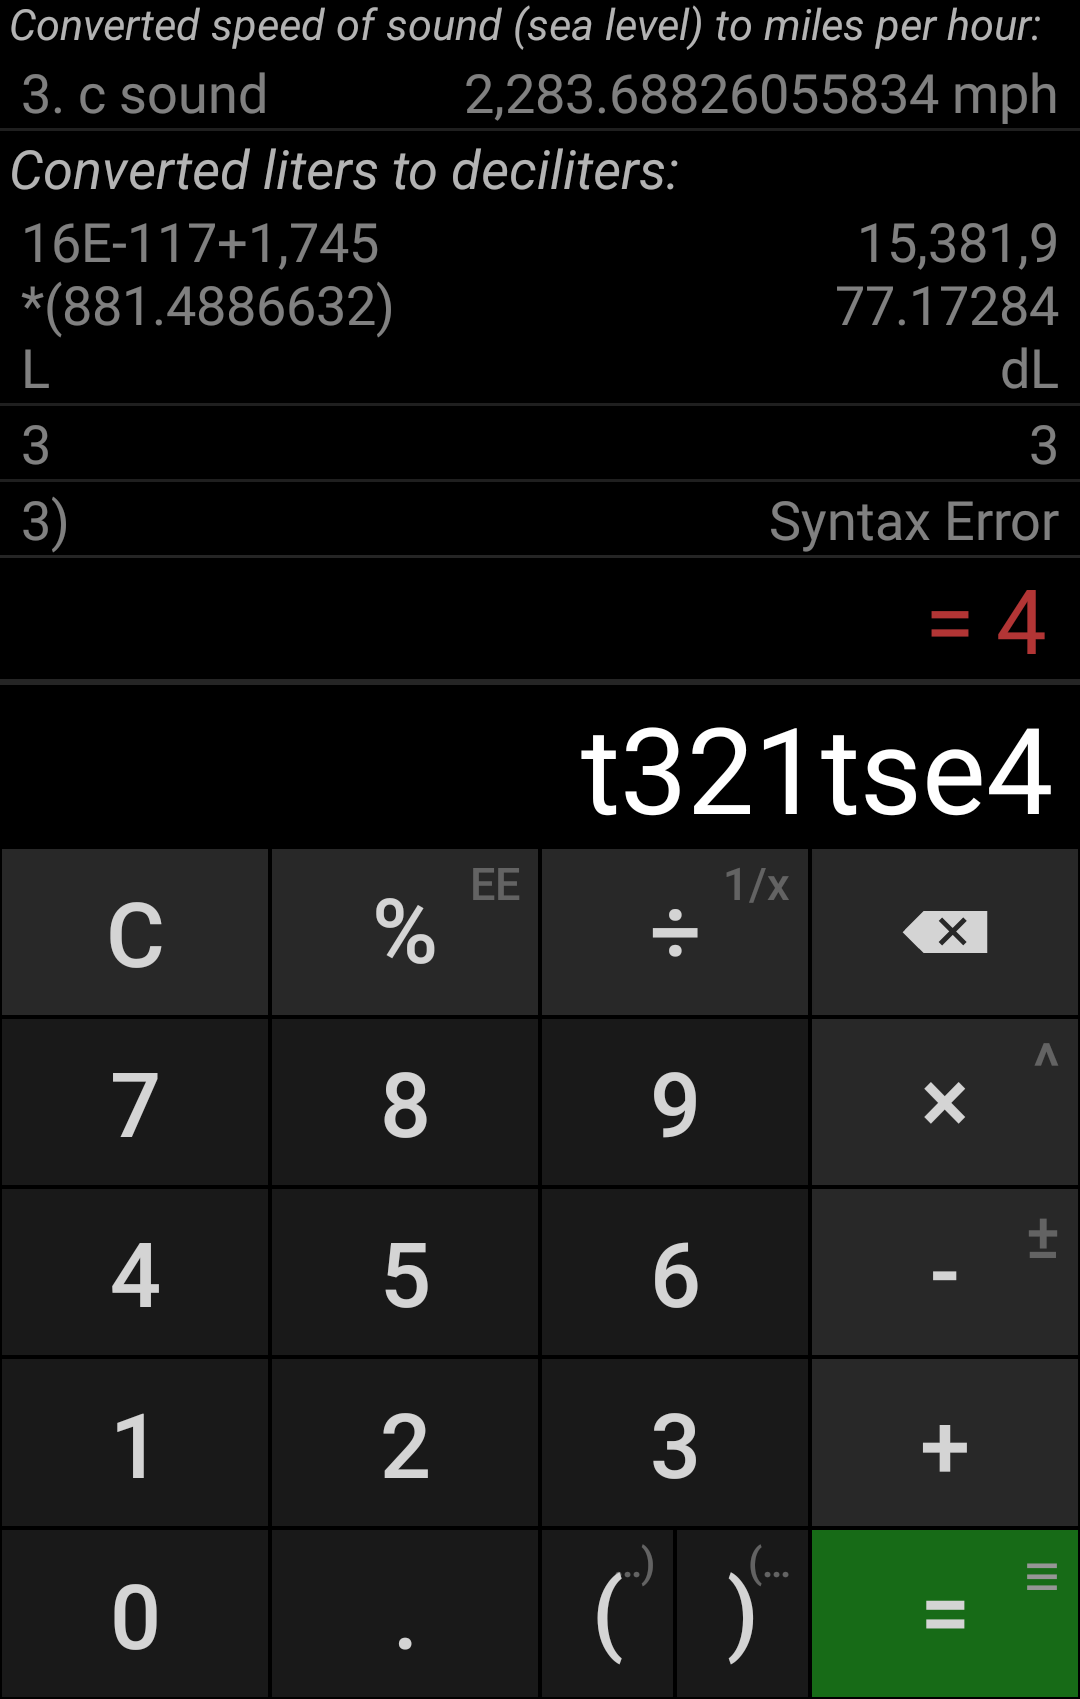 Converted speed of sound (sea level) to miles per hour:
3. c sound 2,283.68826055834 mph
Converted liters to deciliters:
16E-117+1,745 15,381,9
*(881.4886632) 77.17284
L dL
3 3
3) Syntax Error
= 4
t321tse4
C % EE ÷ 1/x
7 8 9 × ^
4 5 6 - ±
1 2 3 + 
0 . ( ..) ) (... = ≡